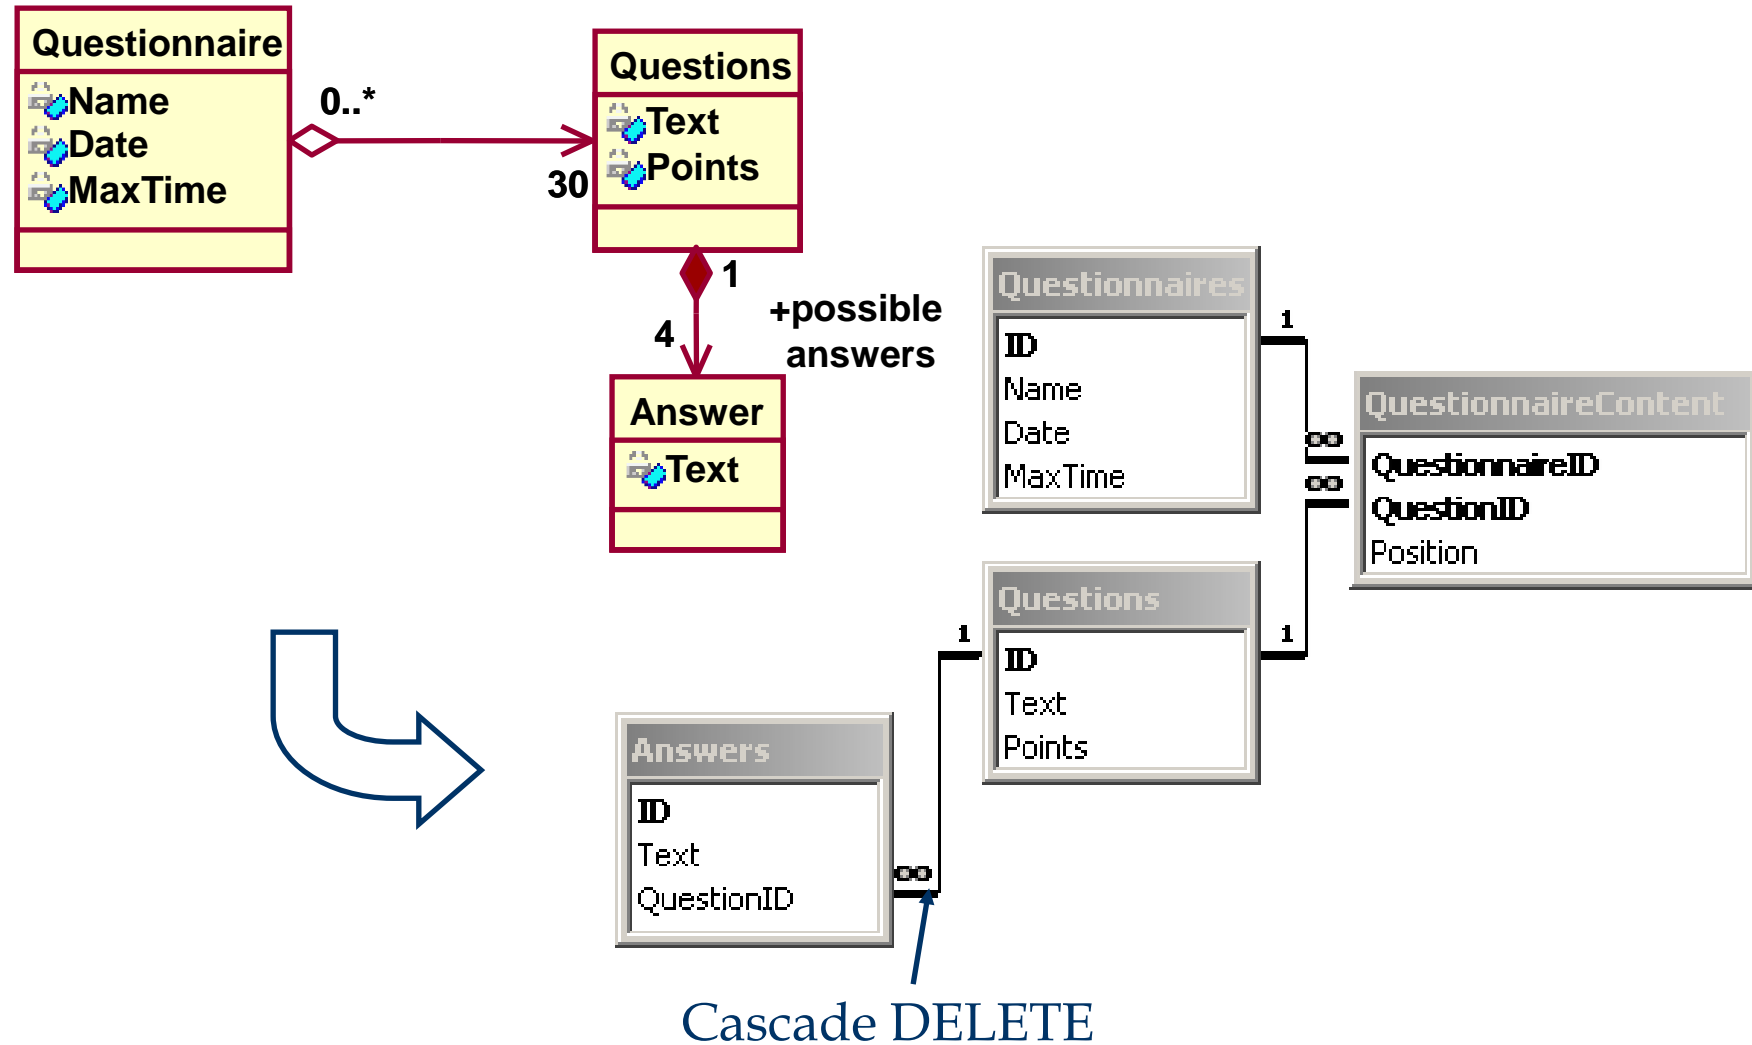 Questionnaire
Name
Date
MaxTime
0..*
30
Questions
Text
Points
1
4
+possible
answers
Answer
Text
Questionnaires
ID
Name
Date
MaxTime
1
QuestionnaireContent
QuestionnaireID
QuestionID
Position
∞
∞
Questions
ID
Text
Points
1
1
Answers
ID
Text
QuestionID
∞
Cascade DELETE